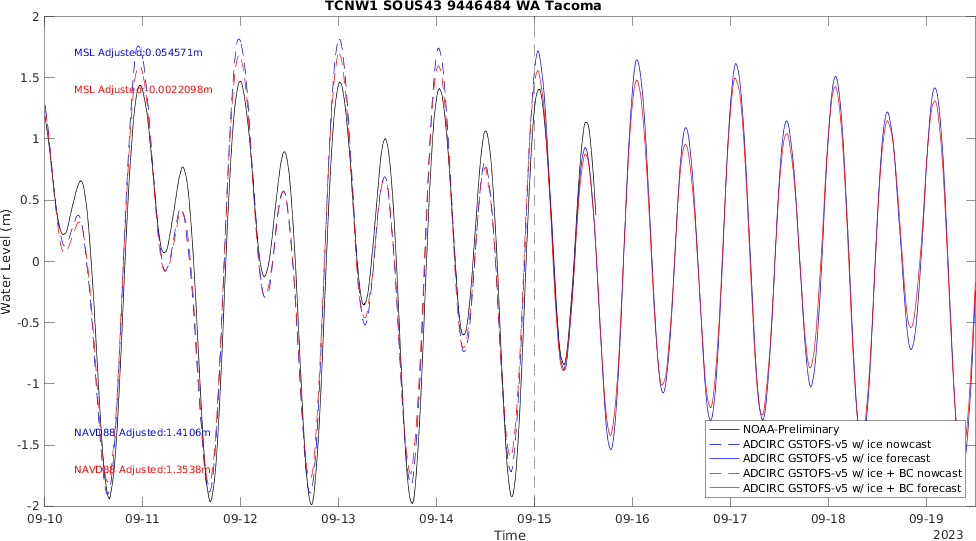 TCNW1 SOUS43 9446484 WA Tacoma
MSL Adjusted:0.054571m
MSL Adjusted:-0.0022098m
NAVD88 Adjusted:1.4106m
NAVD88 Adjusted:1.3538m
Water Level (m)
2
1.5
1
0.5
0
-0.5
-1
-1.5
-2
NOAA-Preliminary
ADCIRC GSTOFS-v5 w/ ice nowcast
ADCIRC GSTOFS-v5 w/ ice forecast
ADCIRC GSTOFS-v5 w/ ice + BC nowcast
ADCIRC GSTOFS-v5 w/ ice + BC forecast
09-10 09-11 09-12 09-13 09-14 09-15 09-16 09-17 09-18 09-19
Time
2023